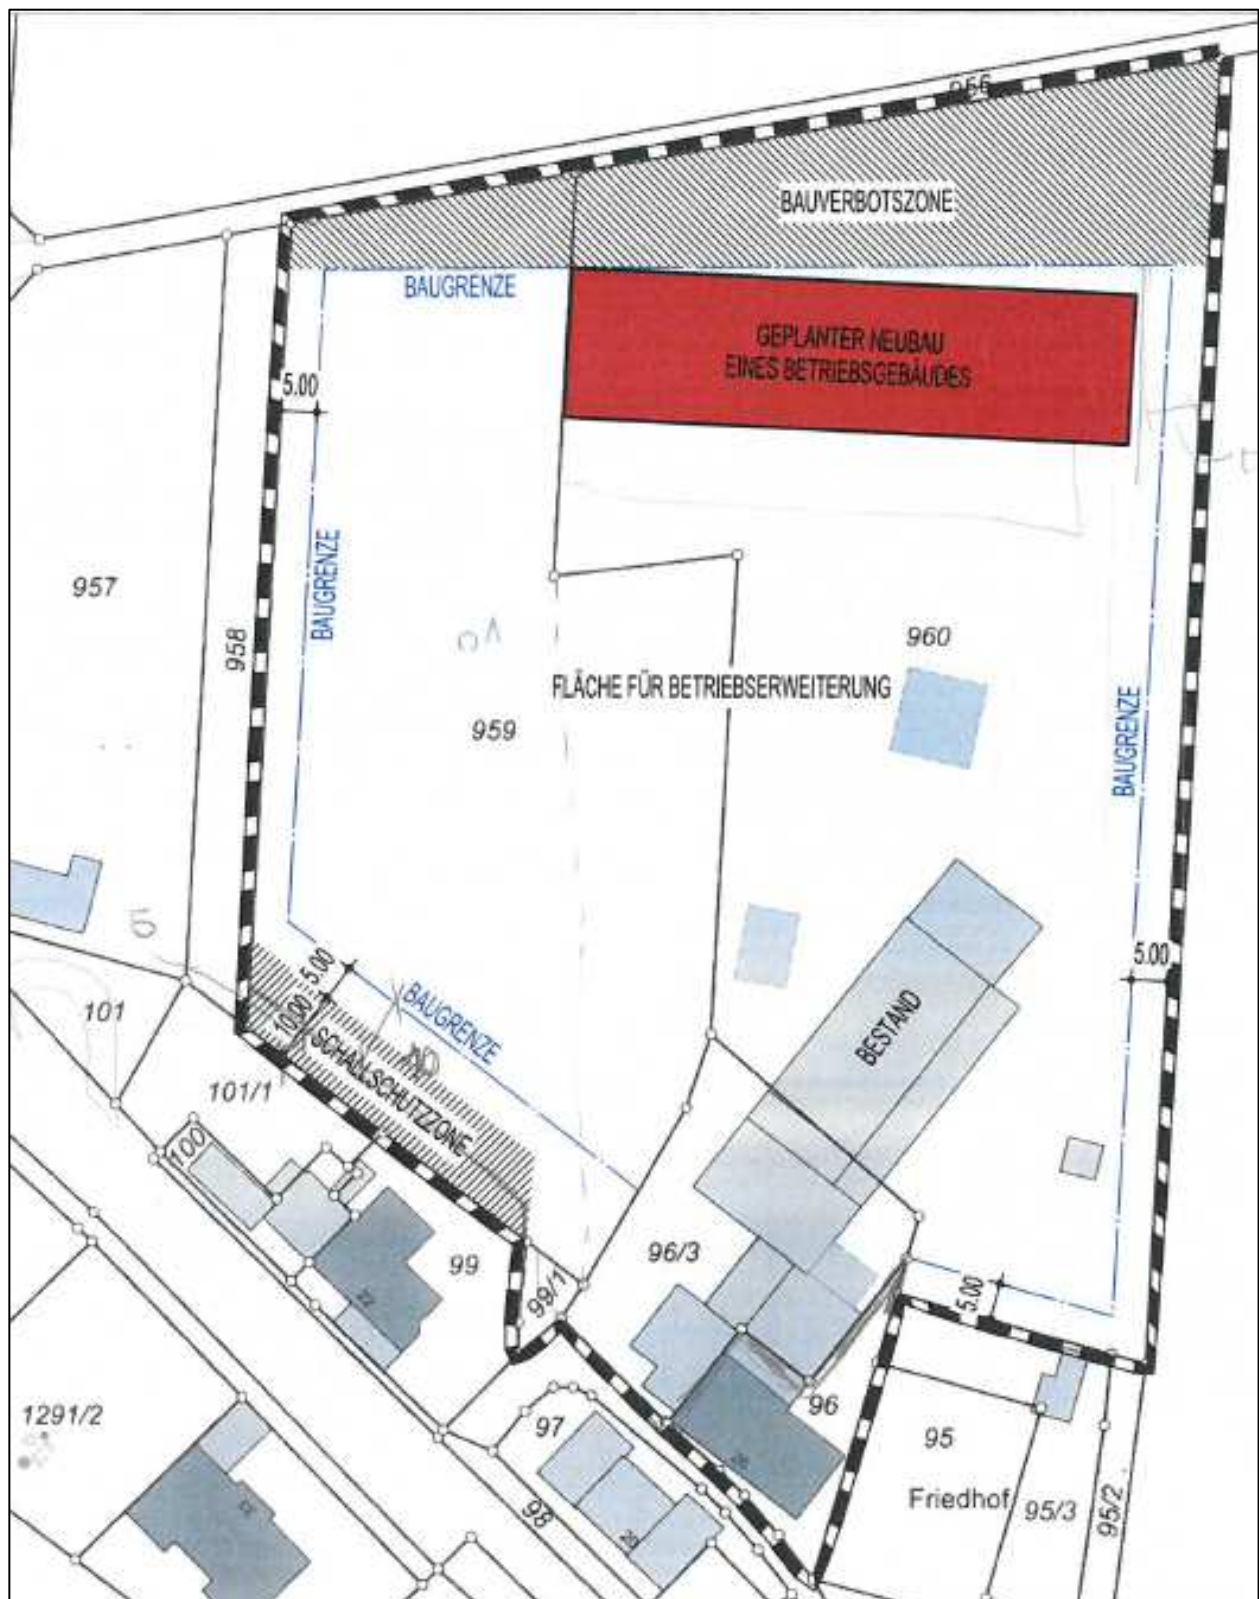 BAUVERBOTSZONE
BAUGRENZE
GEPLANTER NEUBAU
EINES BETRIEBSGEBÄUDES
5.00
BAUGRENZE
957
958
960
FLÄCHE FÜR BETRIEBSERWEITERUNG
959
BAUGRENZE
5.00
5.00
BAUGRENZE
101
10.00
SCHALLSCHUTZZONE
BESTAND
101/1
100
99
99/1
96/3
5.00
22
1291/2
97
96
95
Friedhof
95/3
95/2
98
20